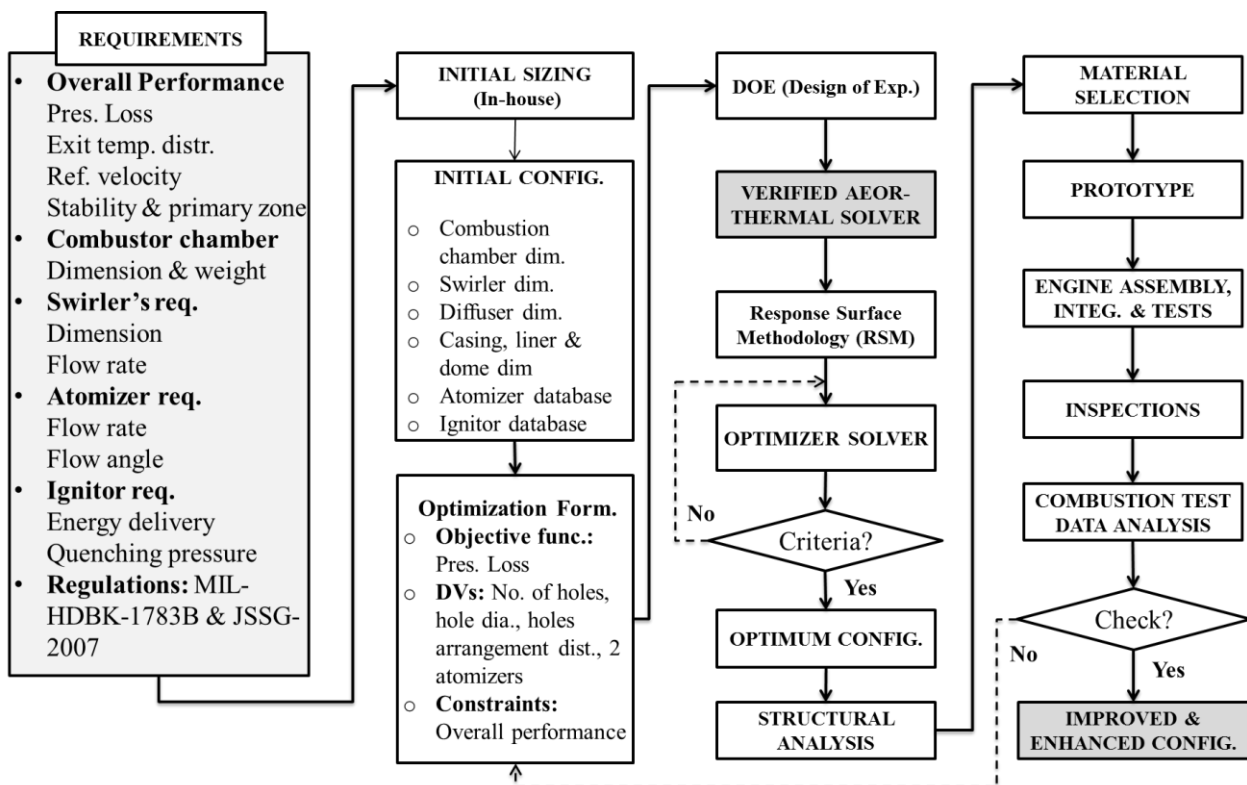 REQUIREMENTS
• Overall Performance
Pres. Loss
Exit temp. distr.
Ref. velocity
Stability & primary zone
• Combustor chamber
Dimension & weight
• Swirler's req.
Dimension
Flow rate
• Atomizer req.
Flow rate
Flow angle
• Ignitor req.
Energy delivery
Quenching pressure
• Regulations: MIL-
HDBK-1783B & JSSG-
2007
INITIAL SIZING
(In-house)
INITIAL CONFIG.
o Combustion
chamber dim.
o Swirler dim.
o Diffuser dim.
o Casing, liner &
dome dim
o Atomizer database
o Ignitor database
Optimization Form.
o Objective func.:
Pres. Loss
o DVs: No. of holes,
hole dia., holes
arrangement dist., 2
atomizers
o Constraints:
Overall performance
DOE (Design of Exp.)
VERIFIED AEOR-
THERMAL SOLVER
Response Surface
Methodology (RSM)
OPTIMIZER SOLVER
No
Criteria?
Yes
OPTIMUM CONFIG.
STRUCTURAL
ANALYSIS
MATERIAL
SELECTION
PROTOTYPE
ENGINE ASSEMBLY,
INTEG. & TESTS
INSPECTIONS
COMBUSTION TEST
DATA ANALYSIS
Check?
No
Yes
IMPROVED &
ENHANCED CONFIG.